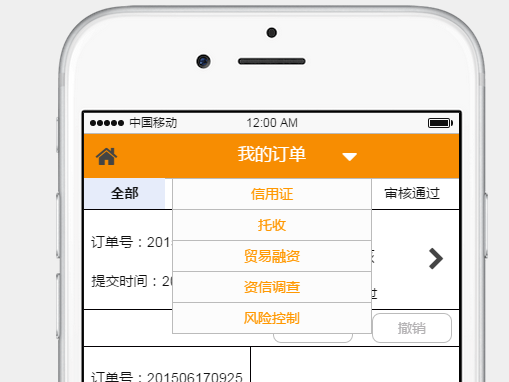 中国移动 12:00 AM
我的订单
全部 信用证 审核通过
托收
订单号：201
贸易融资
提交时间：20 资信调查
风险控制 撤销
订单号：201506170925